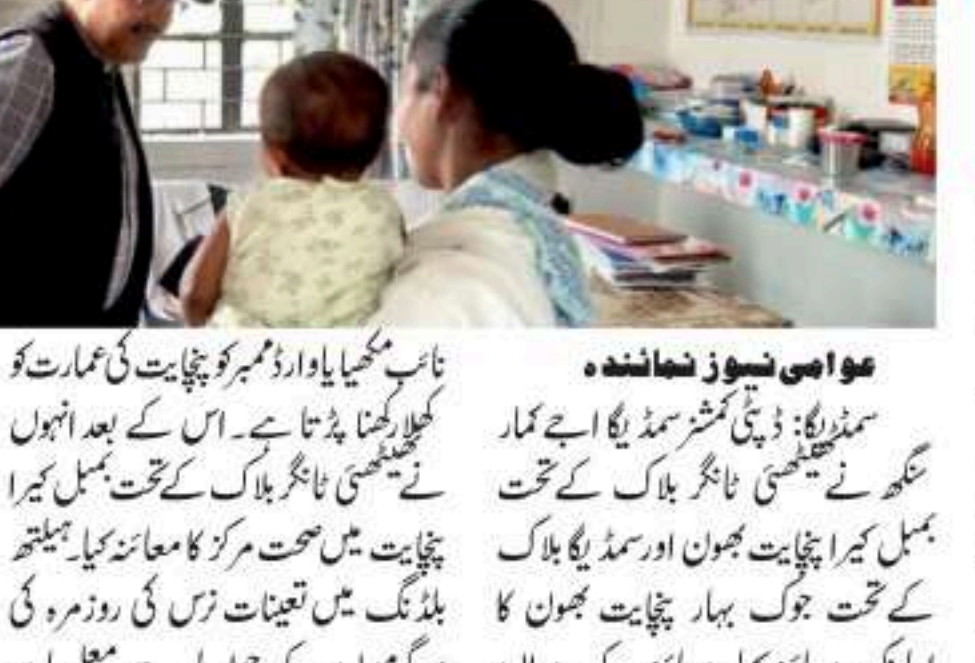 عوامی نیوز نمائندہ
سمڈیگا: ڈپٹی کمشنر سمڈیگا اجے کمار
سنگھ نے ٹھیٹھئی ٹانگر بلاک کے تحت
بمبل کیرا پنچایت بھون اور سمڈیگا بلاک
کے تحت جوک بہار پنچایت بھون کا
نائب مکھیا یا وارڈ ممبر کو پنچایت کی عمارت کو
کھلا رکھنا پڑتا ہے۔ اس کے بعد انہوں
نے ٹھیٹھئی ٹانگر بلاک کے تحت بمبل کیرا
پنچایت میں صحت مرکز کا معائنہ کیا۔ ہیلتھ
بلڈنگ میں تعینات نرس کی روزمرہ کی